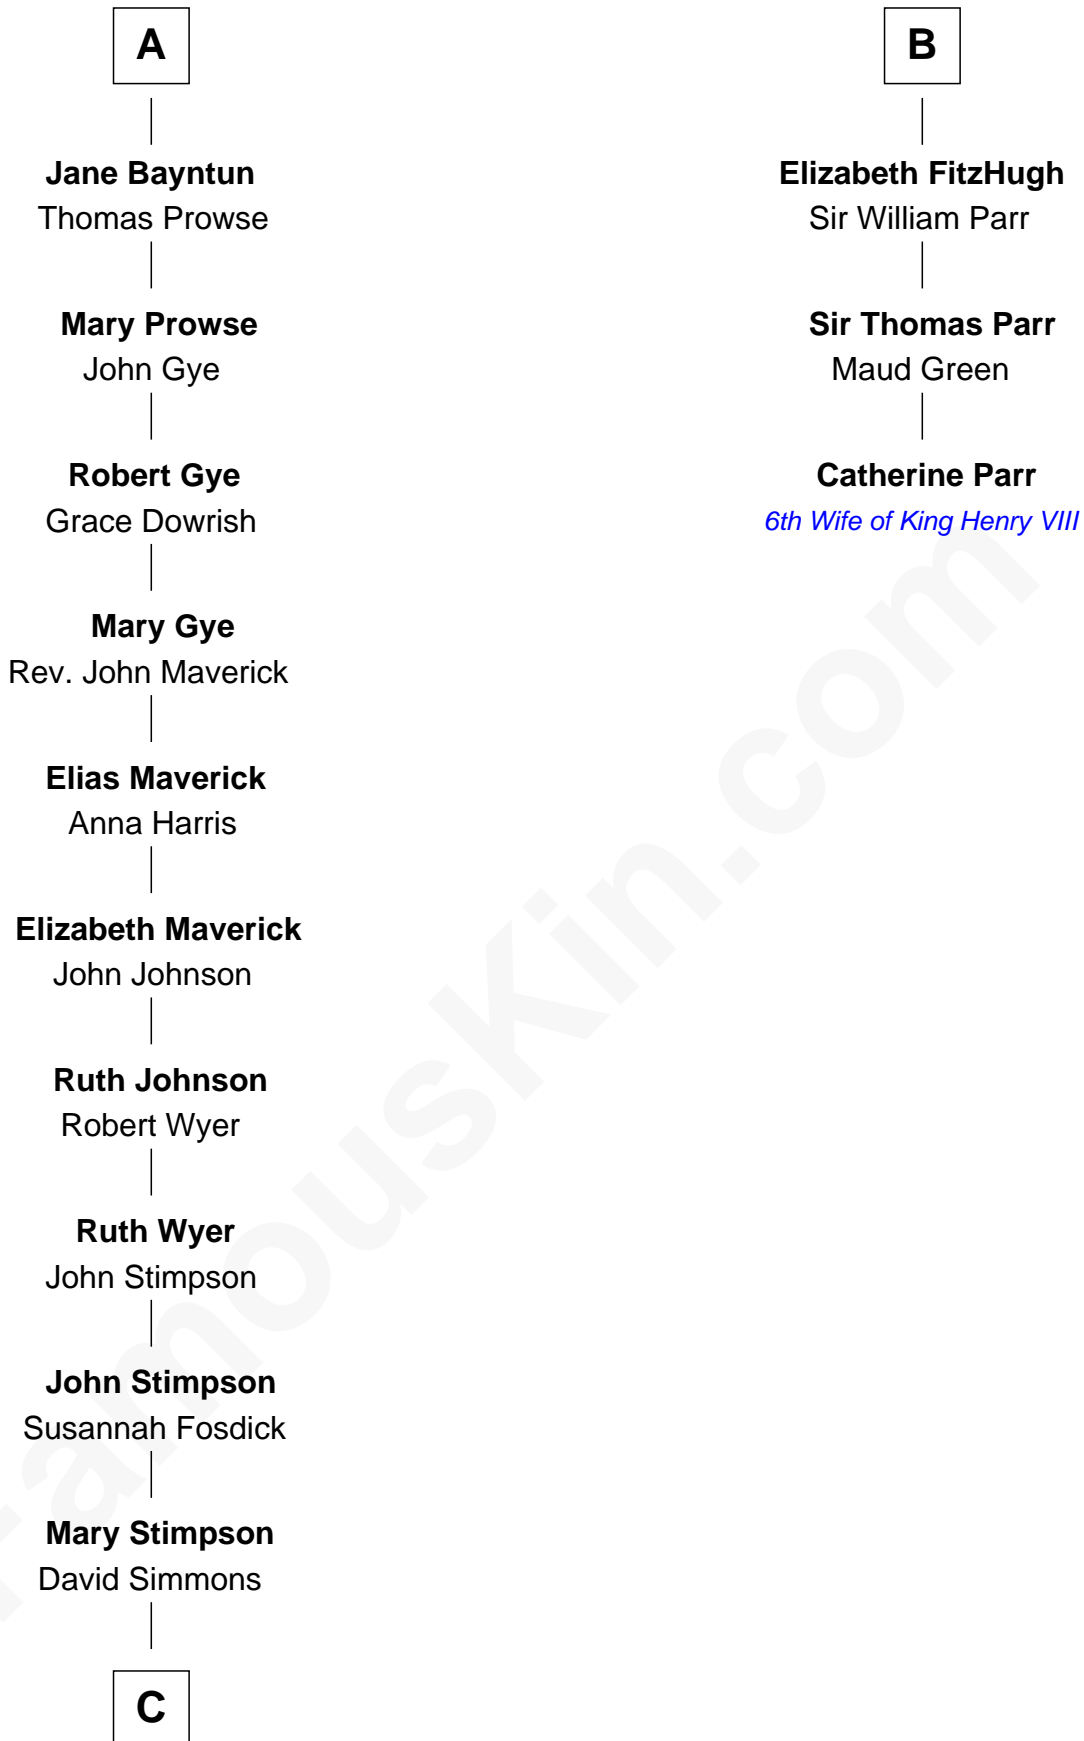 A
Jane Bayntun
Thomas Prowse
Mary Prowse
John Gye
Robert Gye
Grace Dowrish
Mary Gye
Rev. John Maverick
Elias Maverick
Anna Harris
Elizabeth Maverick
John Johnson
Ruth Johnson
Robert Wyer
Ruth Wyer
John Stimpson
John Stimpson
Susannah Fosdick
Mary Stimpson
David Simmons
C
B
Elizabeth FitzHugh
Sir William Parr
Sir Thomas Parr
Maud Green
Catherine Parr
6th Wife of King Henry VIII
FamousKin.com